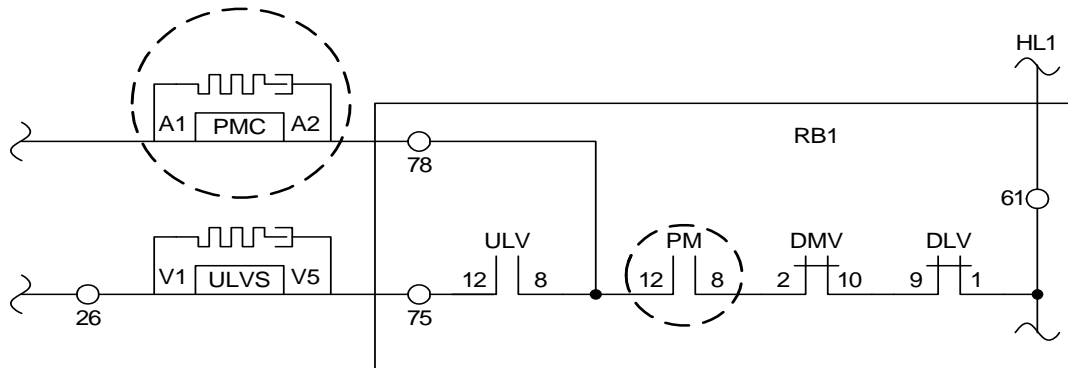 HL1
A1 PMC A2
RB1
78
61
ULV PM DMV DLV
V1 ULVS V5 12 8 12 8 2 10 9 1
26 75